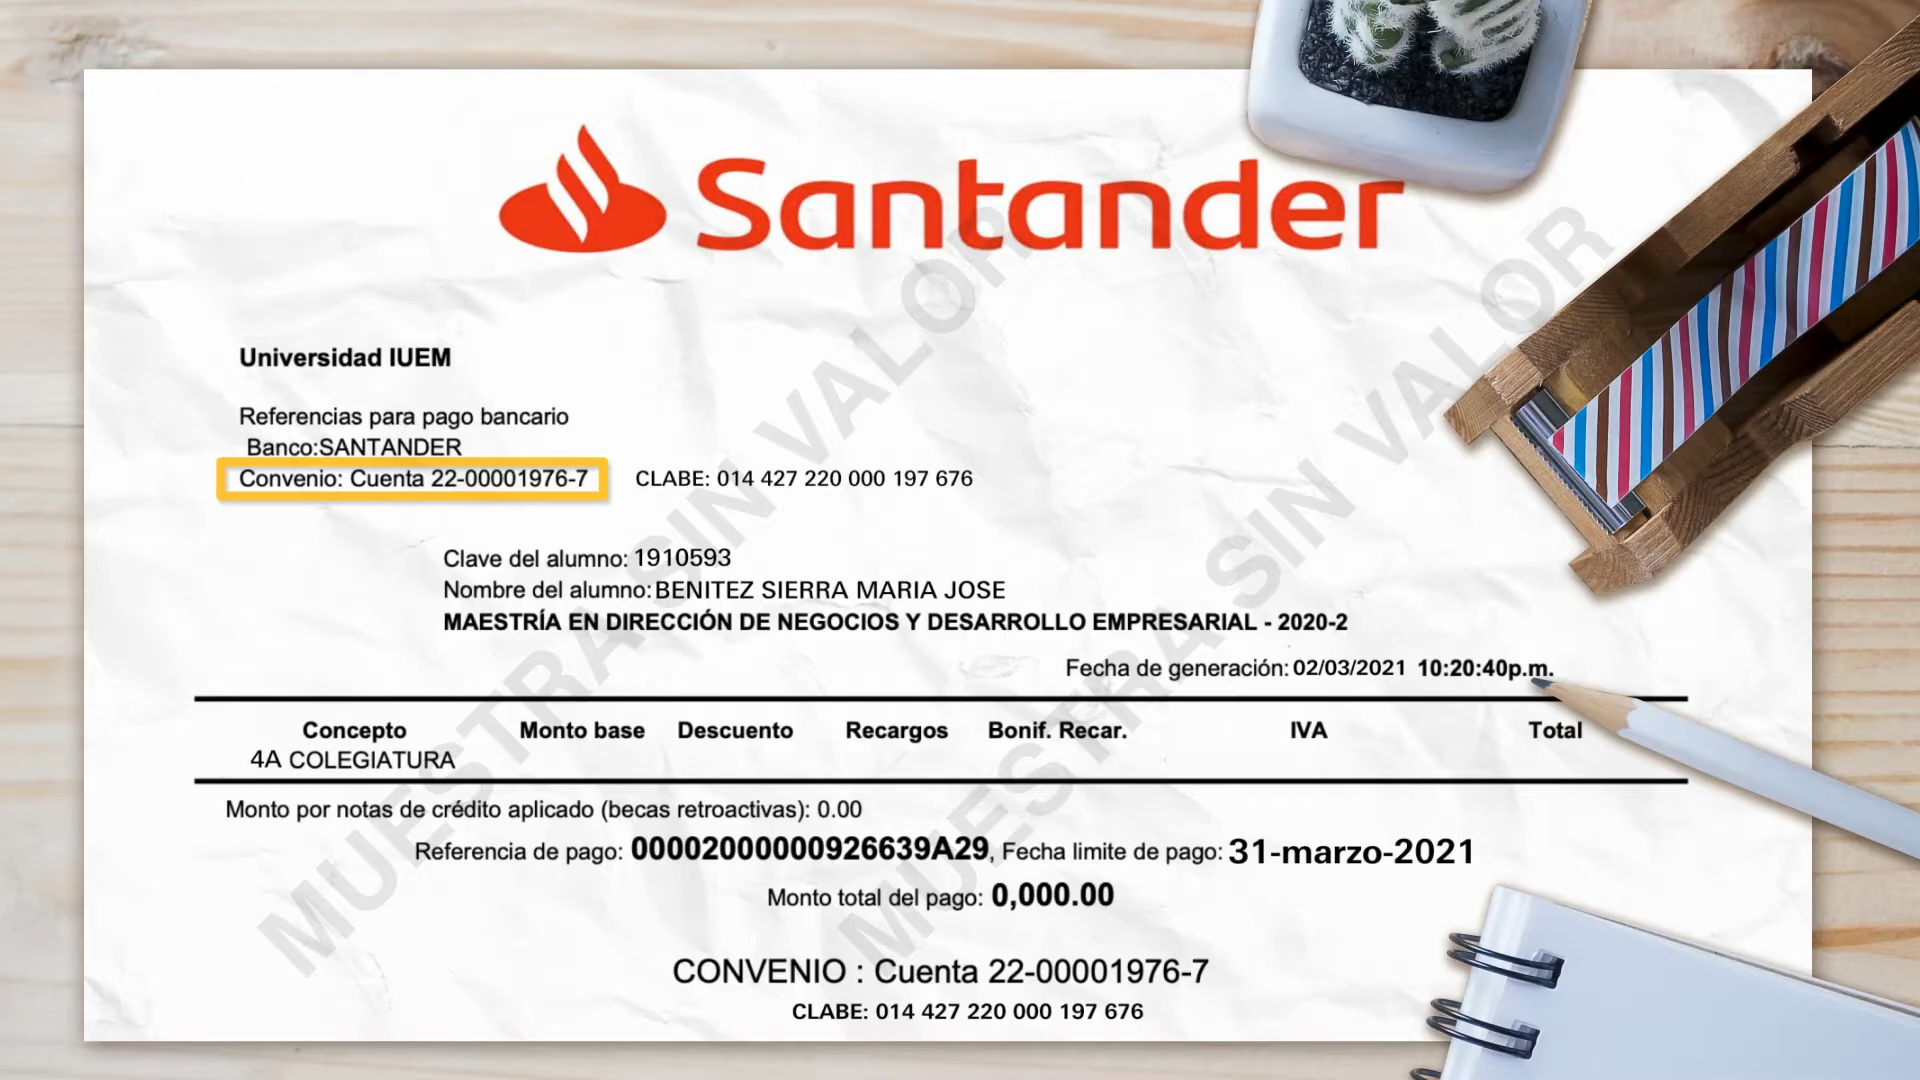 Santander
Universidad IUEM
Referencias para pago bancario
Banco:SANTANDER
Convenio: Cuenta 22-00001976-7 CLABE: 014 427 220 000 197 676
Clave del alumno: 1910593
Nombre del alumno: BENITEZ SIERRA MARIA JOSE
MAESTRÍA EN DIRECCIÓN DE NEGOCIOS Y DESARROLLO EMPRESARIAL - 2020-2
Fecha de generación: 02/03/2021 10:20:40p.m.
Concepto Monto base Descuento Recargos Bonif. Recar. IVA Total
4A COLEGIATURA
Monto por notas de crédito aplicado (becas retroactivas): 0.00
Referencia de pago: 00002000000926639A29, Fecha limite de pago: 31-marzo-2021
Monto total del pago: 0,000.00
CONVENIO : Cuenta 22-00001976-7
CLABE: 014 427 220 000 197 676
MUESTRA SIN VALOR
MUESTRA SIN VALOR